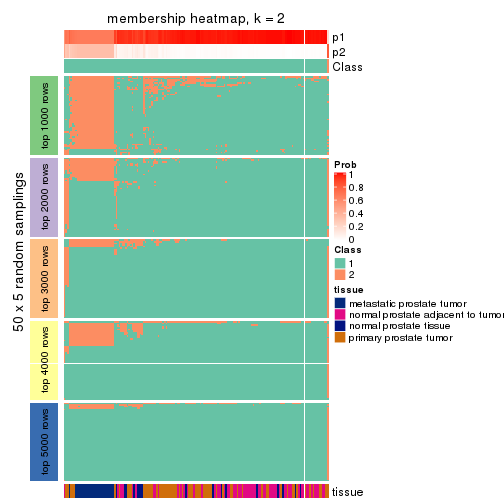 membership heatmap, k = 2
p1
p2
Class
50 x 5 random samplings
top 1000 rows
top 2000 rows
top 3000 rows
top 4000 rows
top 5000 rows
tissue
Prob
1
0.8
0.6
0.4
0.2
0
Class
1
2
tissue
metastatic prostate tumor
normal prostate adjacent to tumor
normal prostate tissue
primary prostate tumor